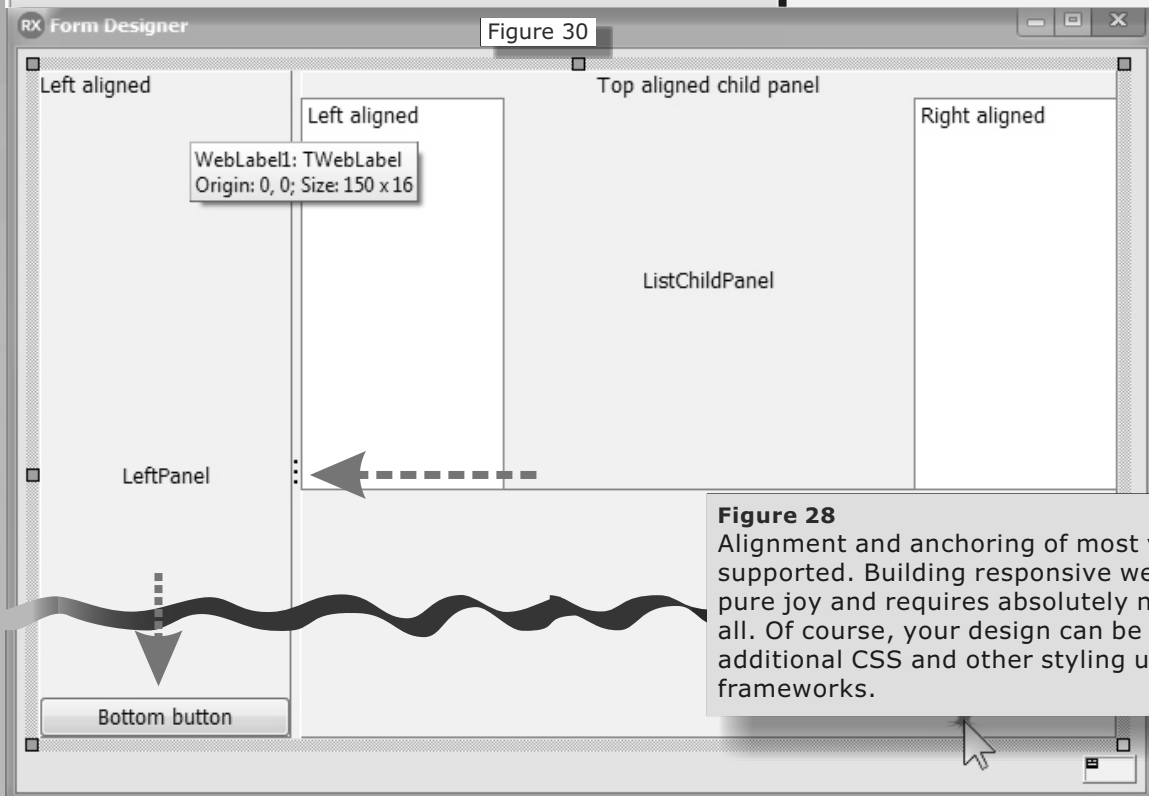 RX Form Designer
Figure 30
Left aligned
Top aligned child panel
Left aligned
Right aligned
WebLabel1: TWebLabel
Origin: 0, 0; Size: 150 x 16
ListChildPanel
LeftPanel
Figure 28
Alignment and anchoring of most
supported. Building responsive
pure joy and requires absolutely
all. Of course, your design can be
additional CSS and other styling
frameworks.
Bottom button